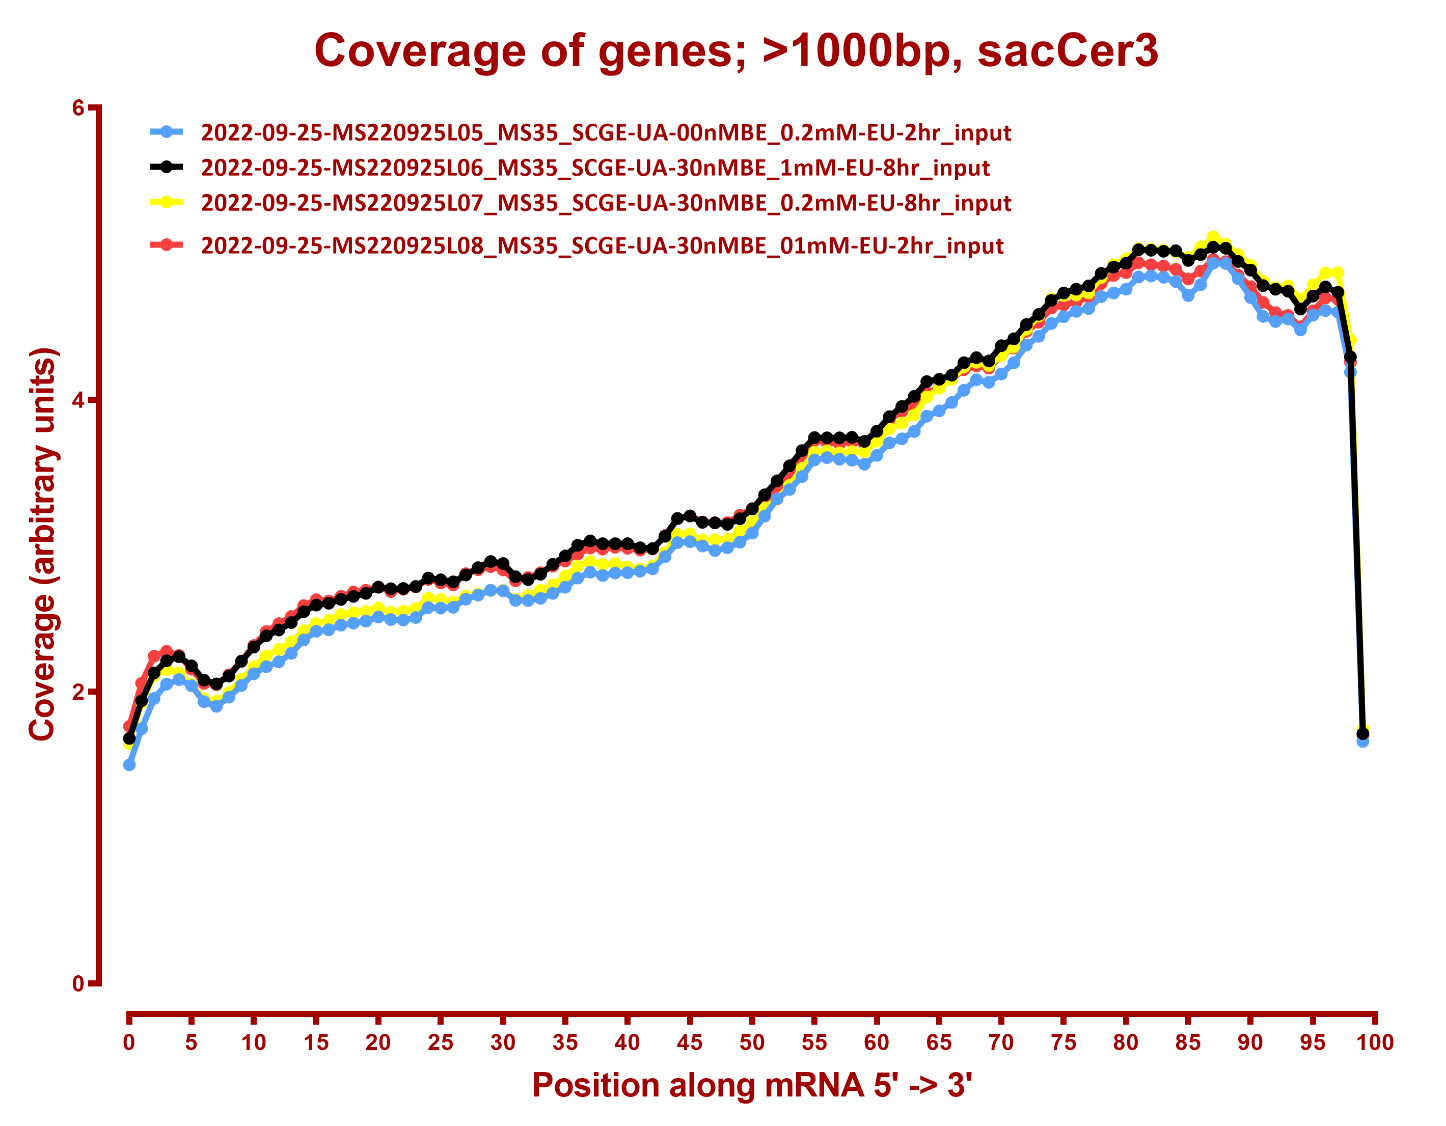 Coverage of genes; >1000bp, sacCer3
6
2022-09-25-MS220925L05_MS35_SCGE-UA-00nMBE_0.2mM-EU-2hr_input
2022-09-25-MS220925L06_MS35_SCGE-UA-30nMBE_1mM-EU-8hr_input
2022-09-25-MS220925L07_MS35_SCGE-UA-30nMBE_0.2mM-EU-8hr_input
2022-09-25-MS220925L08_MS35_SCGE-UA-30nMBE_01mM-EU-2hr_input
Coverage (arbitrary units)
4
2
0
0 5 10 15 20 25 30 35 40 45 50 55 60 65 70 75 80 85 90 95 100
Position along mRNA 5' -> 3'